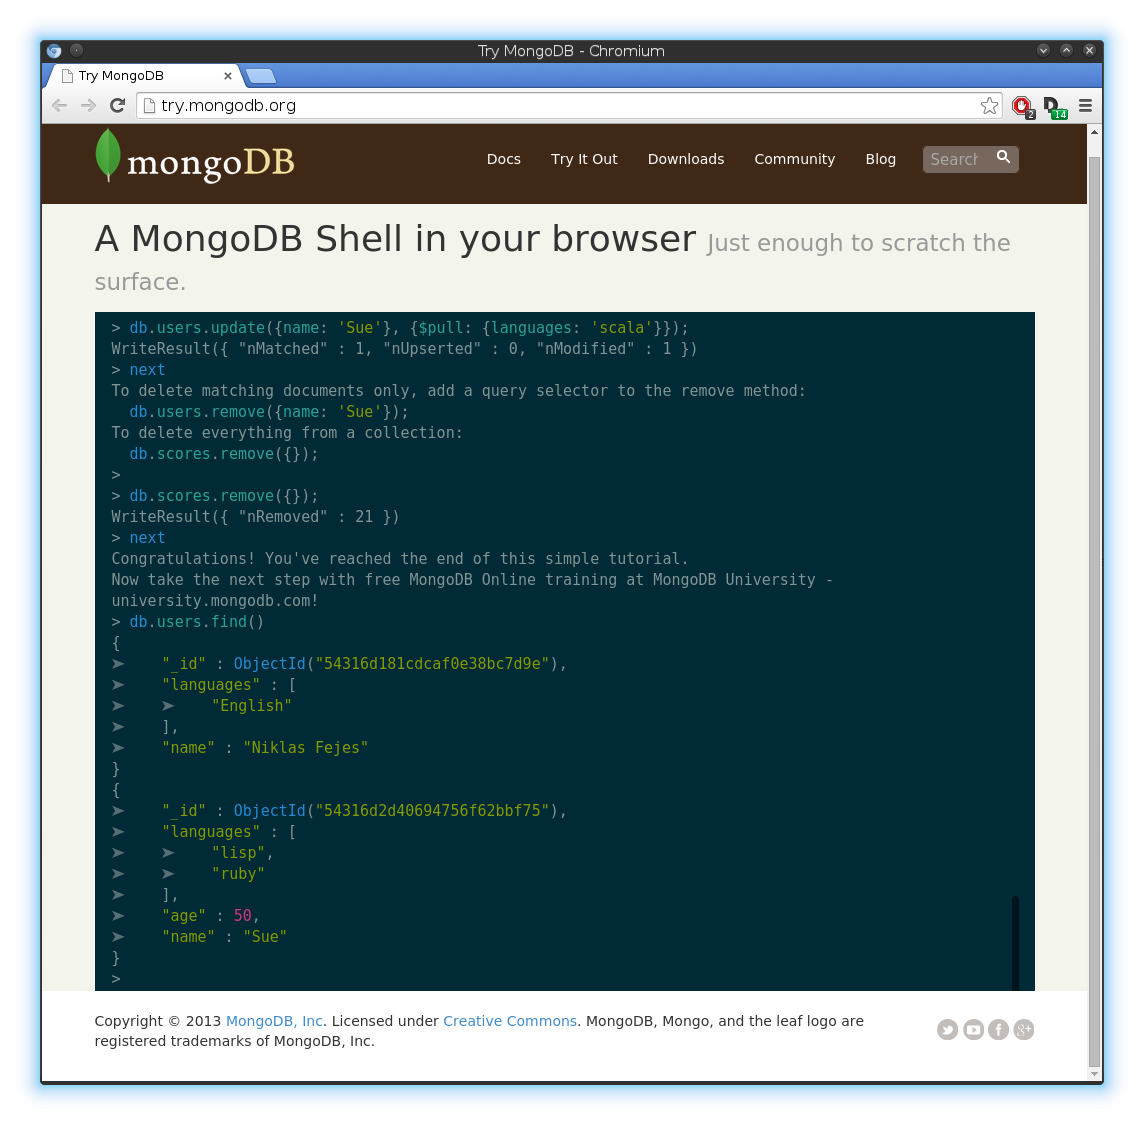 Try MongoDB - Chromium
Try MongoDB
try.mongodb.org
2
14
mongoDB
Docs
Try It Out
Downloads
Community
Blog
Search
A MongoDB Shell in your browser Just enough to scratch the
surface.
> db.users.update({name: 'Sue'}, {$pull: {languages: 'scala'}});
WriteResult({ "nMatched" : 1, "nUpserted" : 0, "nModified" : 1 })
> next
To delete matching documents only, add a query selector to the remove method:
  db.users.remove({name: 'Sue'});
To delete everything from a collection:
  db.scores.remove({});
>
> db.scores.remove({});
WriteResult({ "nRemoved" : 21 })
> next
Congratulations! You've reached the end of this simple tutorial.
Now take the next step with free MongoDB Online training at MongoDB University -
university.mongodb.com!
> db.users.find()
{
➤    "_id" : ObjectId("54316d181cdcaf0e38bc7d9e"),
➤    "languages" : [
➤    ➤    "English"
➤    ],
➤    "name" : "Niklas Fejes"
}
{
➤    "_id" : ObjectId("54316d2d40694756f62bbf75"),
➤    "languages" : [
➤    ➤    "lisp",
➤    ➤    "ruby"
➤    ],
➤    "age" : 50,
➤    "name" : "Sue"
}
>
Copyright © 2013 MongoDB, Inc. Licensed under Creative Commons. MongoDB, Mongo, and the leaf logo are
registered trademarks of MongoDB, Inc.